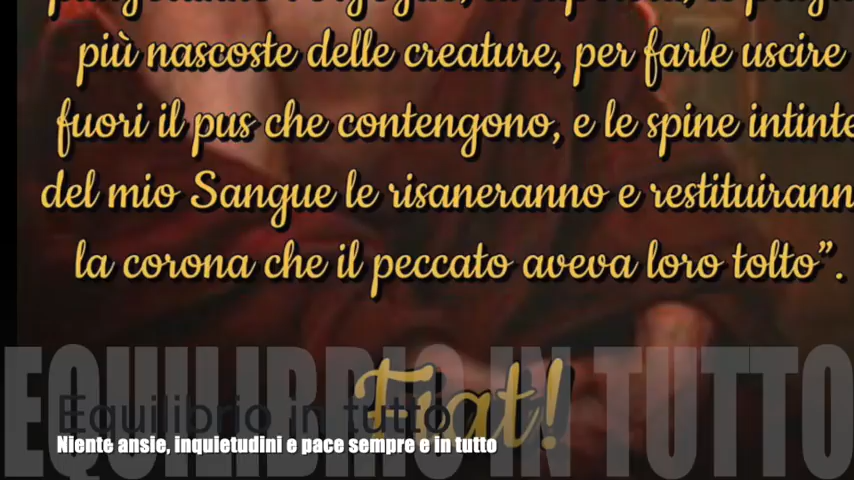 più nascoste delle creature, per farle uscire
fuori il pus che contengono, e le spine intinte
del mio Sangue le risaneranno e restituirann
la corona che il peccato aveva loro tolto”.
Fiat!
EQUILIBRIO IN TUTTO
Equilibrio in tutto
Niente ansie, inquietudini e pace sempre e in tutto